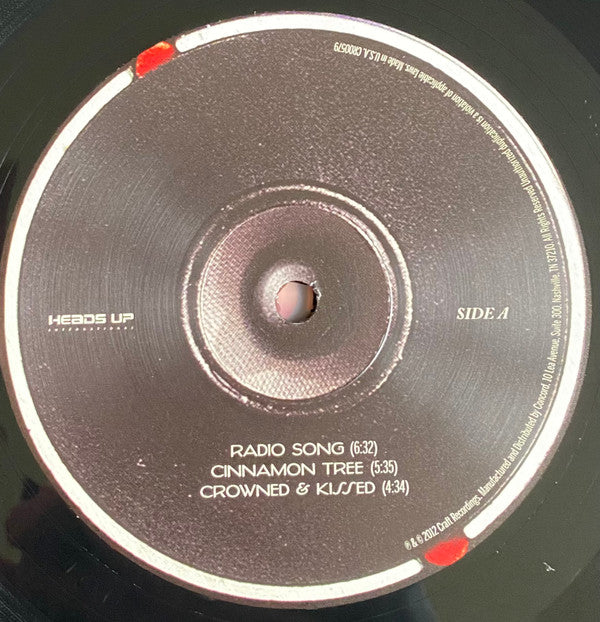 HEADS UP
INTERNATIONAL
SIDE A
RADIO SONG (6:32)
CINNAMON TREE (5:35)
CROWNED & KISSED (4:34)
℗ & © 2012 Craft Recordings. Manufactured and Distributed by Concord, 10 Lea Avenue, Suite 300, Nashville, TN 37210. All Rights Reserved. Unauthorized duplication is a violation of applicable laws. Made in U.S.A. CR00579